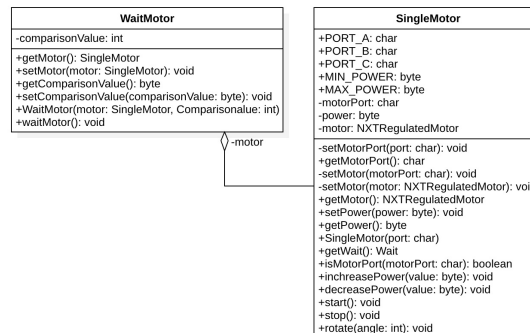 WaitMotor
-comparisonValue: int
+getMotor(): SingleMotor
+setMotor(motor: SingleMotor): void
+getComparisonValue(): byte
+setComparisonValue(comparisonValue: byte): void
+WaitMotor(motor: SingleMotor, Comparisonalue: int)
+waitMotor(): void
-motor
SingleMotor
+PORT_A: char
+PORT_B: char
+PORT_C: char
+MIN_POWER: byte
+MAX_POWER: byte
-motorPort: char
-power: byte
-motor: NXTRegulatedMotor
-setMotorPort(port: char): void
+getMotorPort(): char
-setMotor(motorPort: char): void
-setMotor(motor: NXTRegulatedMotor): voi
+getMotor(): NXTRegulatedMotor
+setPower(power: byte): void
+getPower(): byte
+SingleMotor(port: char)
+getWait(): Wait
+isMotorPort(motorPort: char): boolean
+inchreasePower(value: byte): void
+decreasePower(value: byte): void
+start(): void
+stop(): void
+rotate(angle: int): void